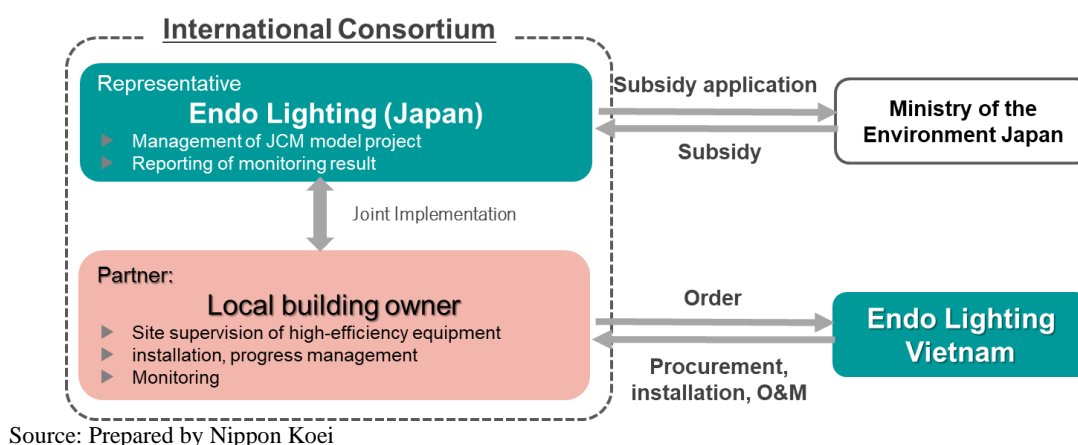 International Consortium
Representative
Endo Lighting (Japan)
▶ Management of JCM model project
▶ Reporting of monitoring result
Subsidy application
Subsidy
Ministry of the
Environment Japan
Joint Implementation
Partner:
Local building owner
▶ Site supervision of high-efficiency equipment
▶ installation, progress management
▶ Monitoring
Order
Procurement,
installation, O&M
Endo Lighting
Vietnam
Source: Prepared by Nippon Koei